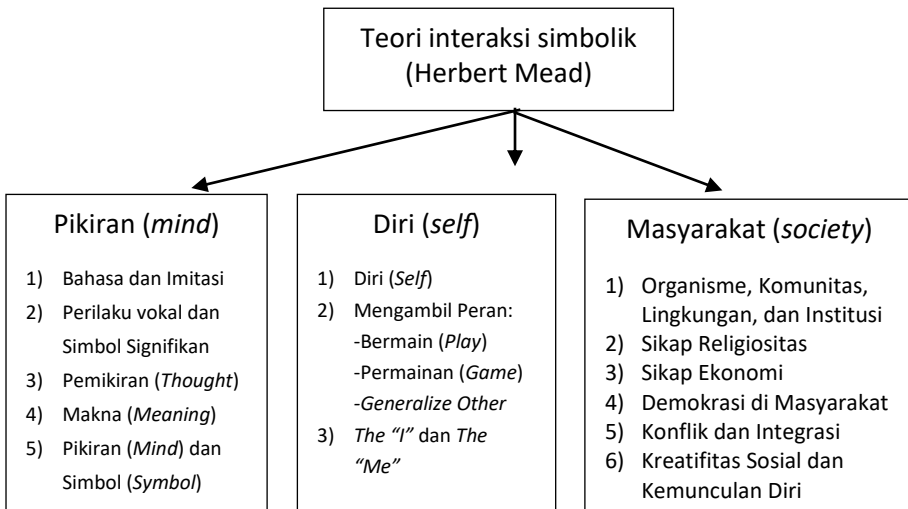 Teori interaksi simbolik
(Herbert Mead)
Pikiran (mind)
1) Bahasa dan Imitasi
2) Perilaku vokal dan
Simbol Signifikan
3) Pemikiran (Thought)
4) Makna (Meaning)
5) Pikiran (Mind) dan
Simbol (Symbol)
Diri (self)
1) Diri (Self)
2) Mengambil Peran:
-Bermain (Play)
-Permainan (Game)
-Generalize Other
3) The “I” dan The
“Me”
Masyarakat (society)
1) Organisme, Komunitas,
Lingkungan, dan Institusi
2) Sikap Religiositas
3) Sikap Ekonomi
4) Demokrasi di Masyarakat
5) Konflik dan Integrasi
6) Kreatifitas Sosial dan
Kemunculan Diri